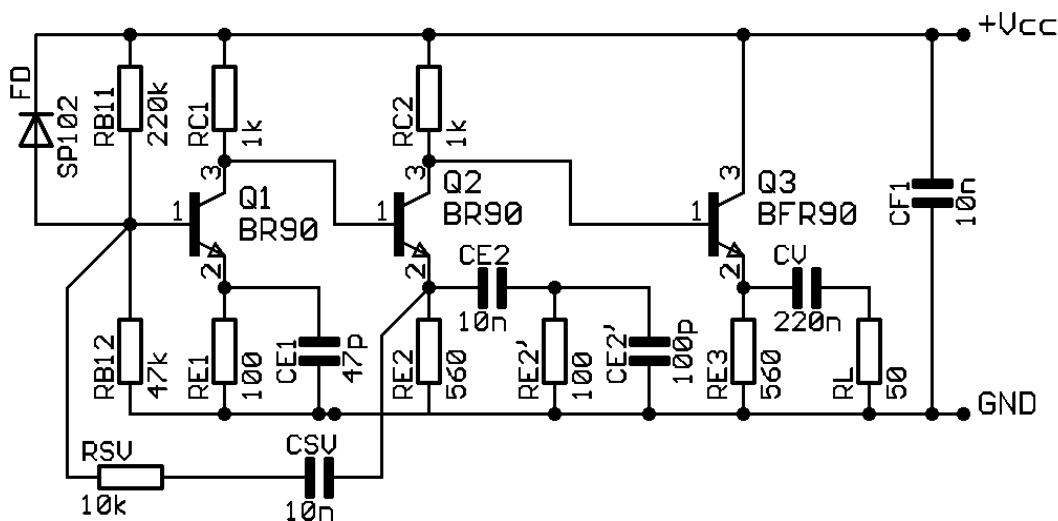 +Vcc
FD
SP102
RB11
220k
RC1
1k
RC2
1k
3
1
2
Q1
BR90
3
1
2
Q2
BR90
3
1
2
Q3
BFR90
CF1
10n
CE2
10n
CV
220n
RB12
47k
RE1
100
CE1
47p
RE2
560
RE2'
100
CE2'
100p
RE3
560
RL
50
GND
RSV
10k
CSV
10n